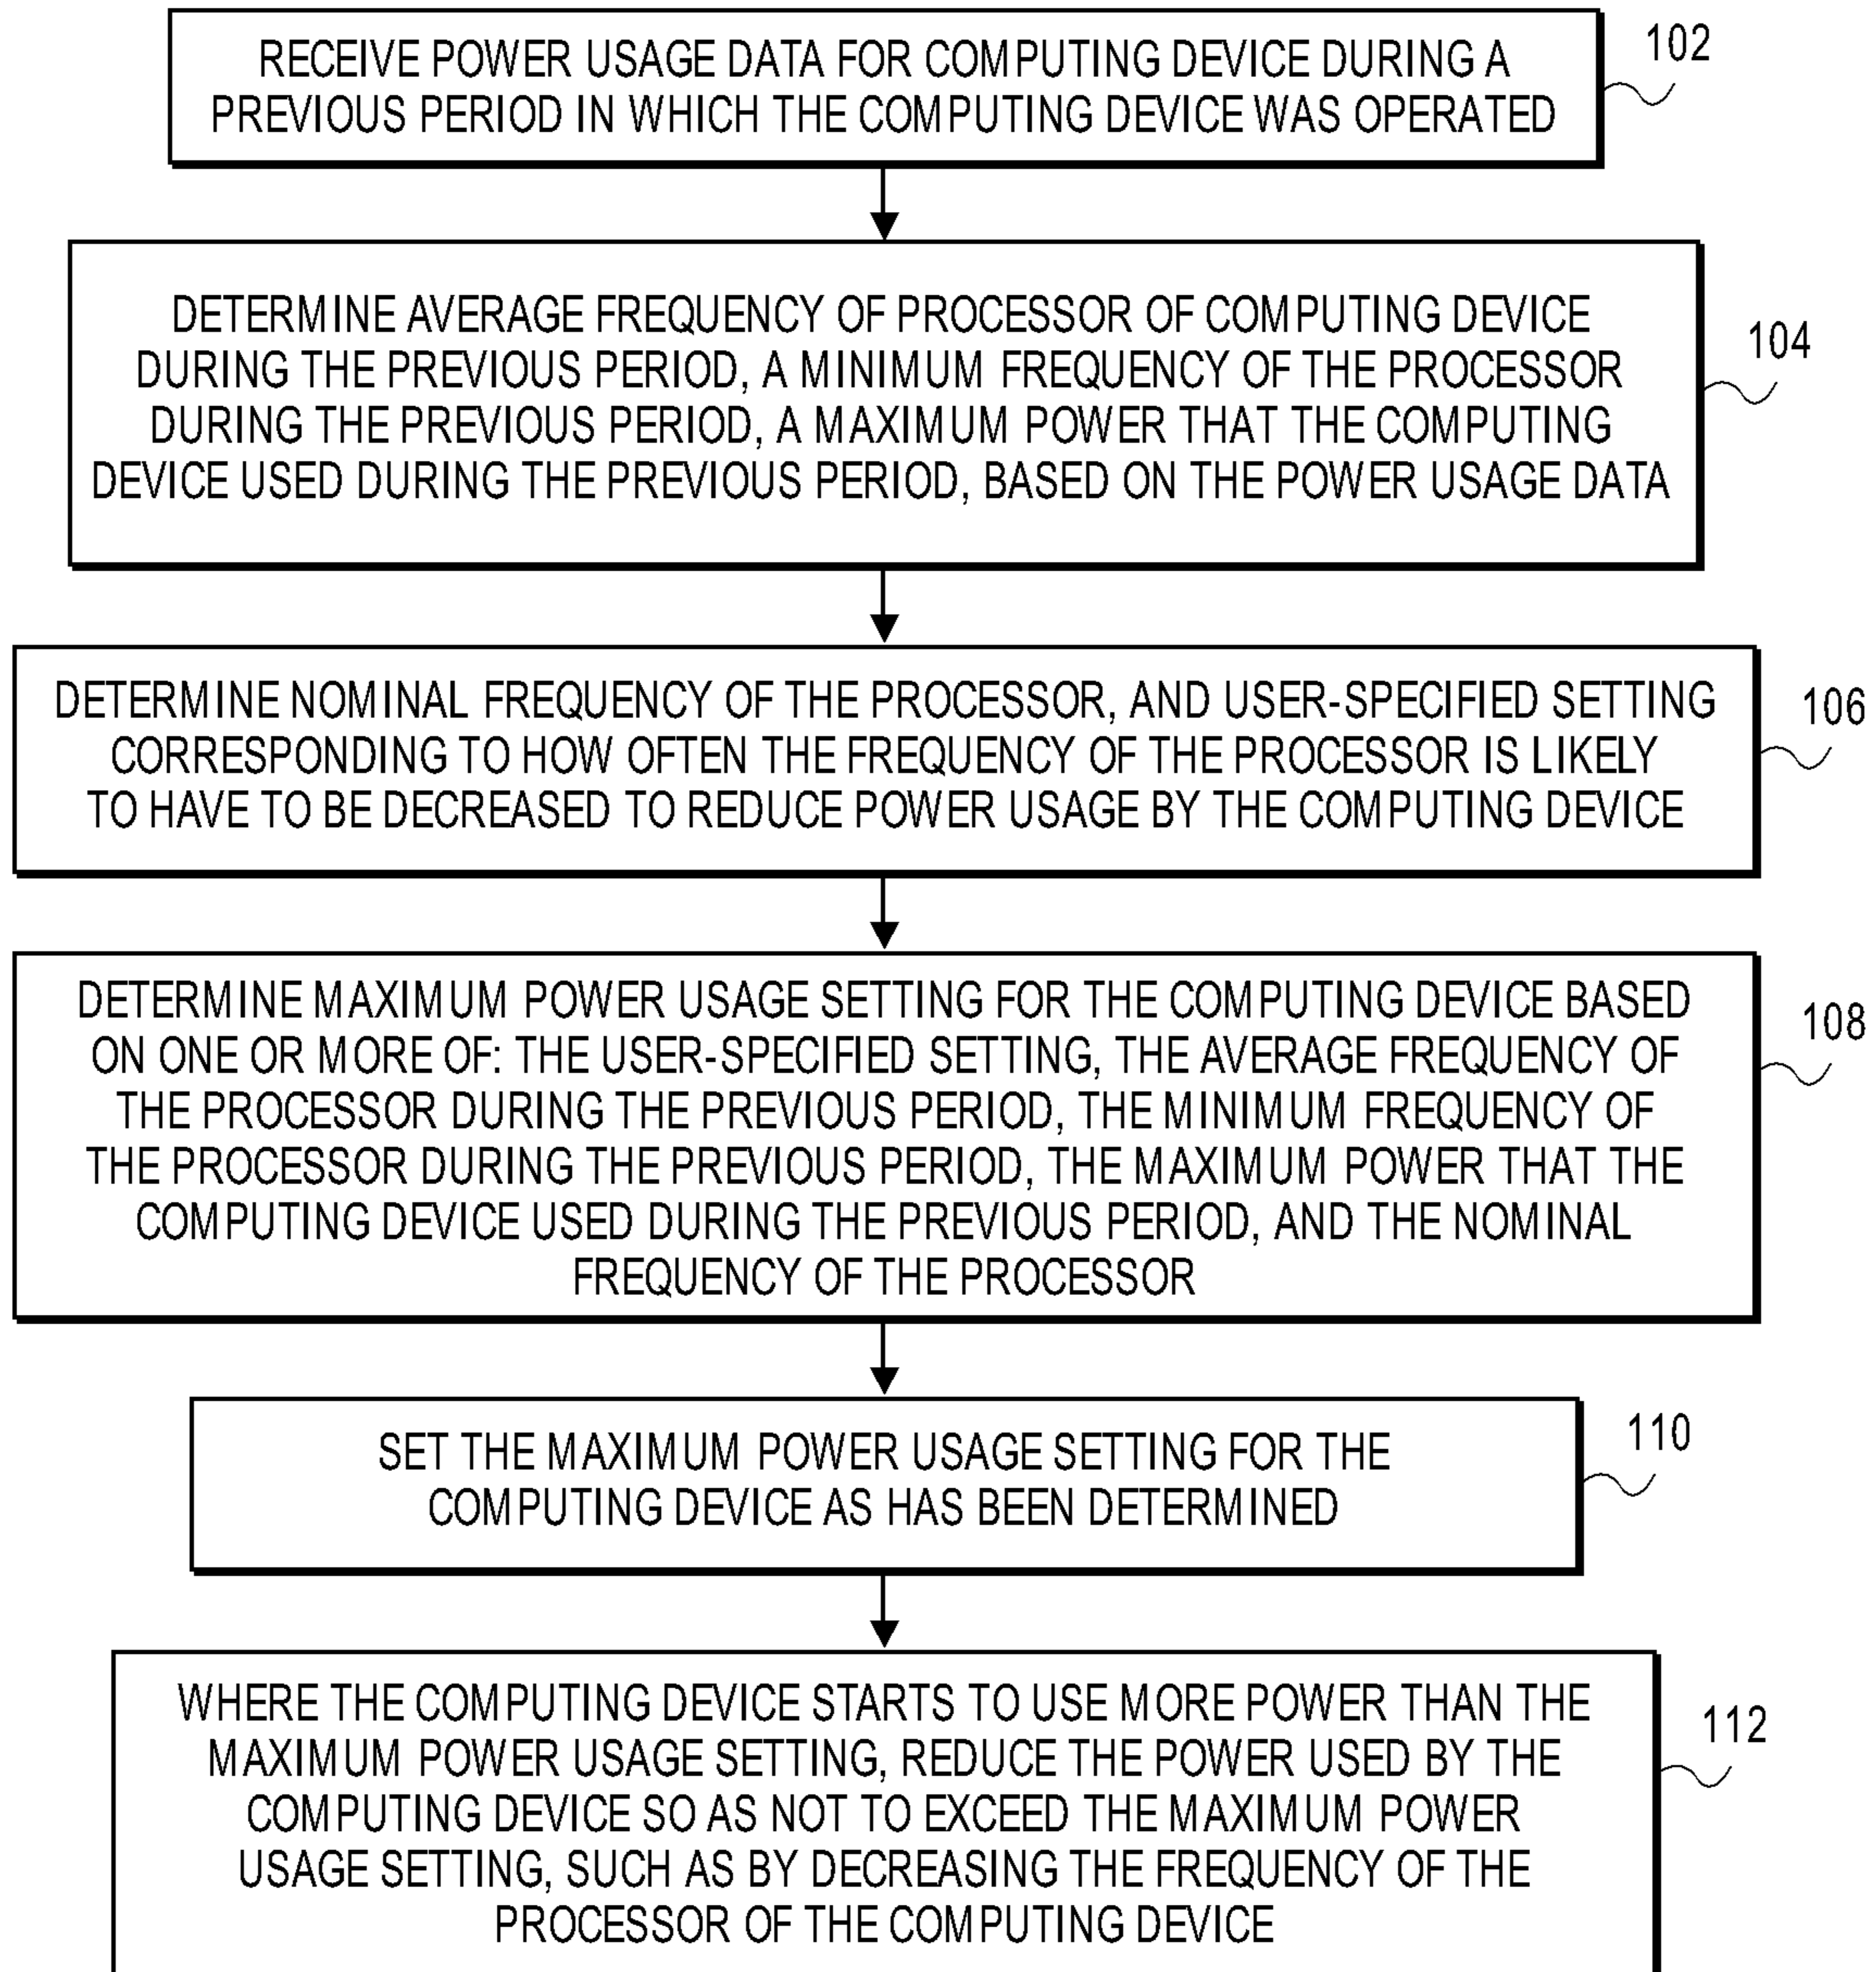 RECEIVE POWER USAGE DATA FOR COMPUTING DEVICE DURING A
PREVIOUS PERIOD IN WHICH THE COMPUTING DEVICE WAS OPERATED
102
DETERMINE AVERAGE FREQUENCY OF PROCESSOR OF COMPUTING DEVICE
DURING THE PREVIOUS PERIOD, A MINIMUM FREQUENCY OF THE PROCESSOR
DURING THE PREVIOUS PERIOD, A MAXIMUM POWER THAT THE COMPUTING
DEVICE USED DURING THE PREVIOUS PERIOD, BASED ON THE POWER USAGE DATA
104
DETERMINE NOMINAL FREQUENCY OF THE PROCESSOR, AND USER-SPECIFIED SETTING
CORRESPONDING TO HOW OFTEN THE FREQUENCY OF THE PROCESSOR IS LIKELY
TO HAVE TO BE DECREASED TO REDUCE POWER USAGE BY THE COMPUTING DEVICE
106
DETERMINE MAXIMUM POWER USAGE SETTING FOR THE COMPUTING DEVICE BASED
ON ONE OR MORE OF: THE USER-SPECIFIED SETTING, THE AVERAGE FREQUENCY OF
THE PROCESSOR DURING THE PREVIOUS PERIOD, THE MINIMUM FREQUENCY OF
THE PROCESSOR DURING THE PREVIOUS PERIOD, THE MAXIMUM POWER THAT THE
COMPUTING DEVICE USED DURING THE PREVIOUS PERIOD, AND THE NOMINAL
FREQUENCY OF THE PROCESSOR
108
SET THE MAXIMUM POWER USAGE SETTING FOR THE
COMPUTING DEVICE AS HAS BEEN DETERMINED
110
WHERE THE COMPUTING DEVICE STARTS TO USE MORE POWER THAN THE
MAXIMUM POWER USAGE SETTING, REDUCE THE POWER USED BY THE
COMPUTING DEVICE SO AS NOT TO EXCEED THE MAXIMUM POWER
USAGE SETTING, SUCH AS BY DECREASING THE FREQUENCY OF THE
PROCESSOR OF THE COMPUTING DEVICE
112